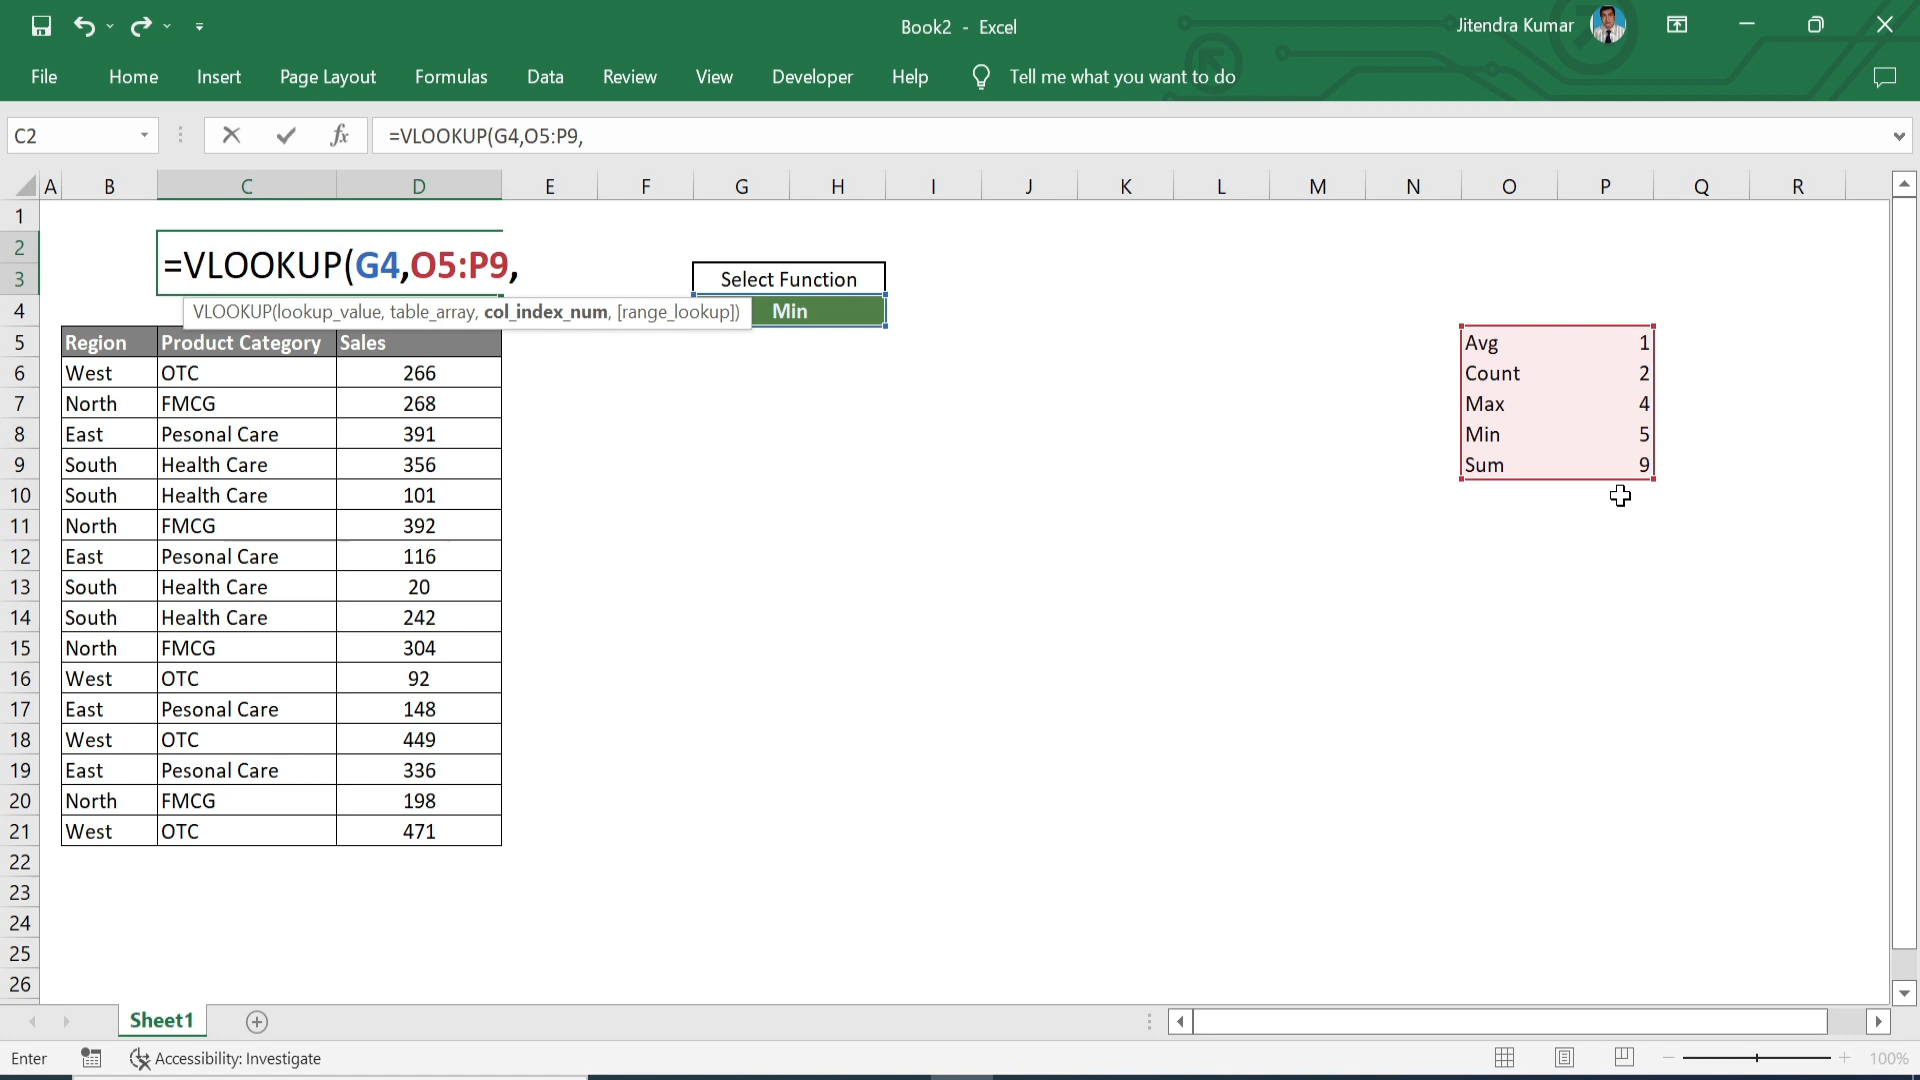 Book2 - Excel
Jitendra Kumar
File Home Insert Page Layout Formulas Data Review View Developer Help Tell me what you want to do
C2 fx =VLOOKUP(G4,O5:P9,
A B C D E F G H I J K L M N O P Q R
1
2 =VLOOKUP(G4,O5:P9,
3 Select Function
4 VLOOKUP(lookup_value, table_array, col_index_num, [range_lookup]) Min
5 Region Product Category Sales Avg 1
6 West OTC 266 Count 2
7 North FMCG 268 Max 4
8 East Pesonal Care 391 Min 5
9 South Health Care 356 Sum 9
10 South Health Care 101
11 North FMCG 392
12 East Pesonal Care 116
13 South Health Care 20
14 South Health Care 242
15 North FMCG 304
16 West OTC 92
17 East Pesonal Care 148
18 West OTC 449
19 East Pesonal Care 336
20 North FMCG 198
21 West OTC 471
22
23
24
25
26
Sheet1
Enter Accessibility: Investigate 100%